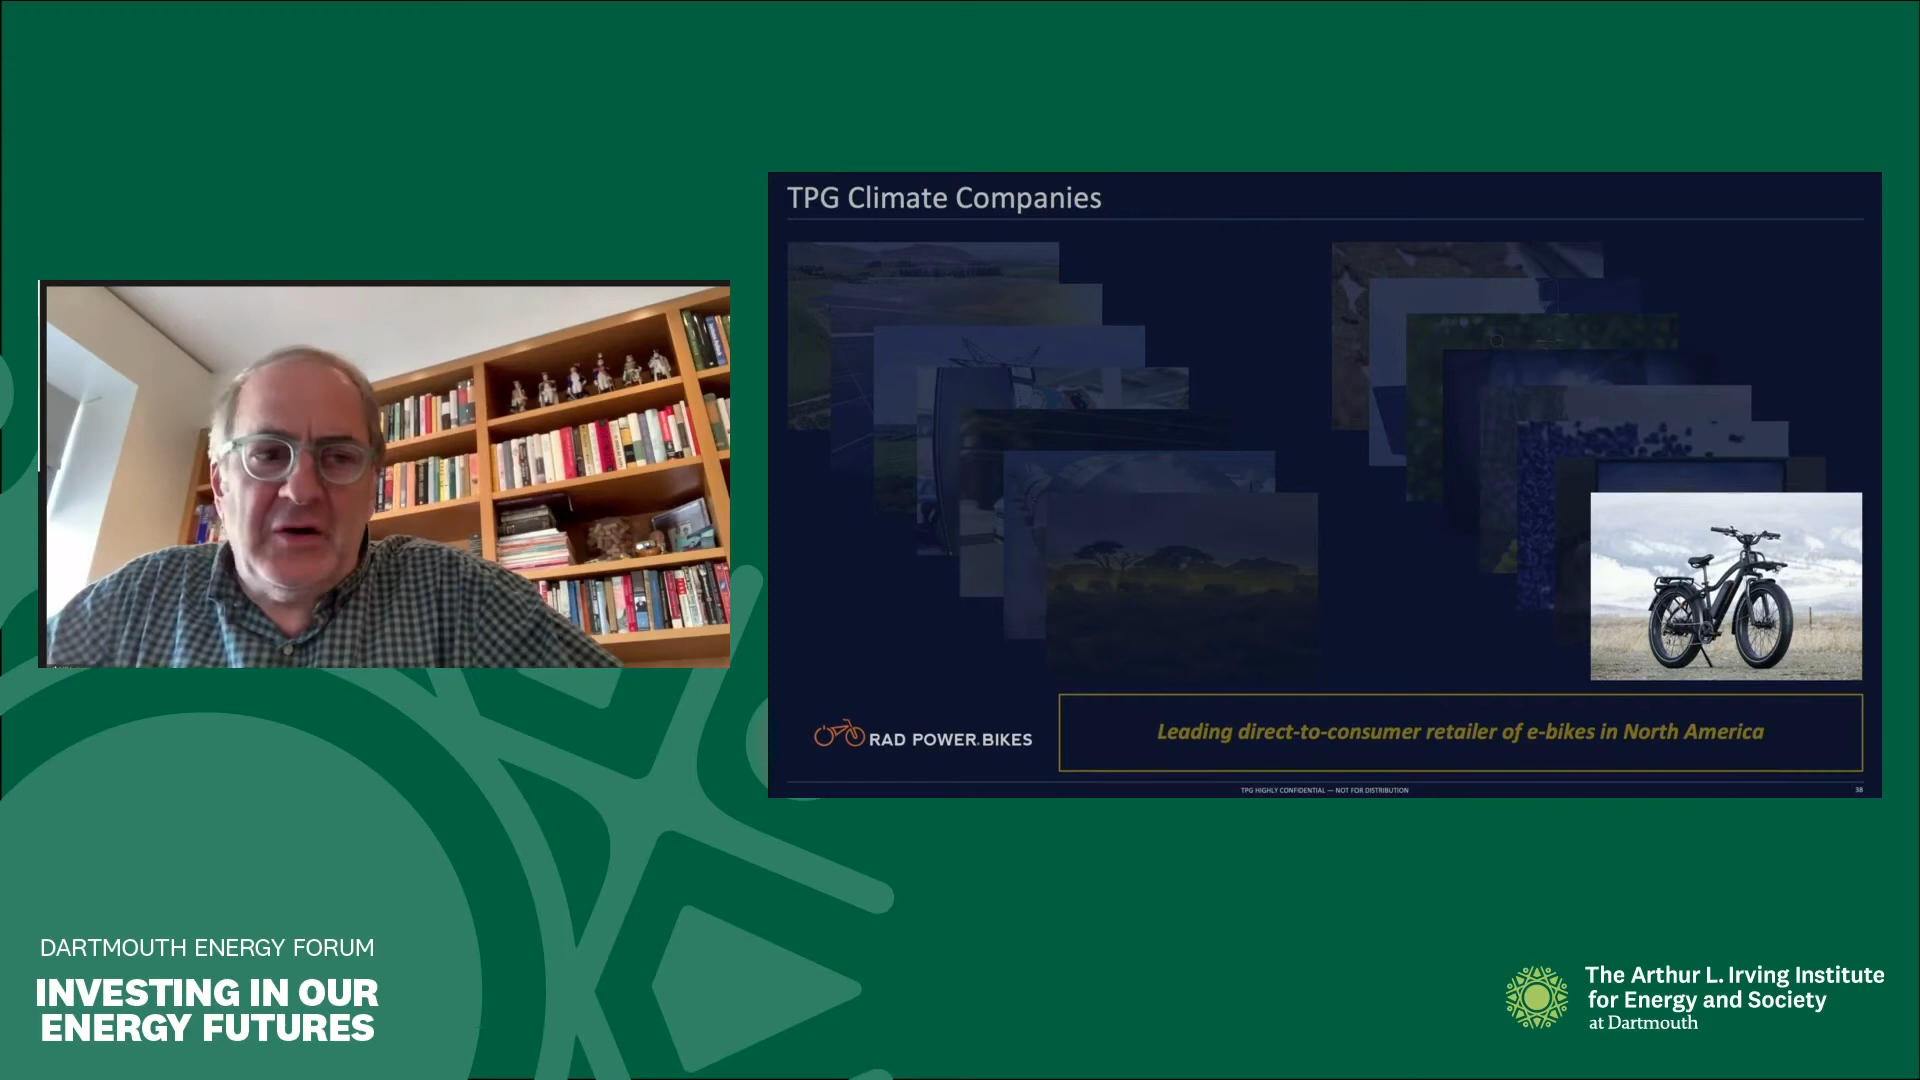 TPG Climate Companies
RAD POWER BIKES
Leading direct-to-consumer retailer of e-bikes in North America
TPG HIGHLY CONFIDENTIAL — NOT FOR DISTRIBUTION
38
DARTMOUTH ENERGY FORUM
INVESTING IN OUR
ENERGY FUTURES
The Arthur L. Irving Institute
for Energy and Society
at Dartmouth